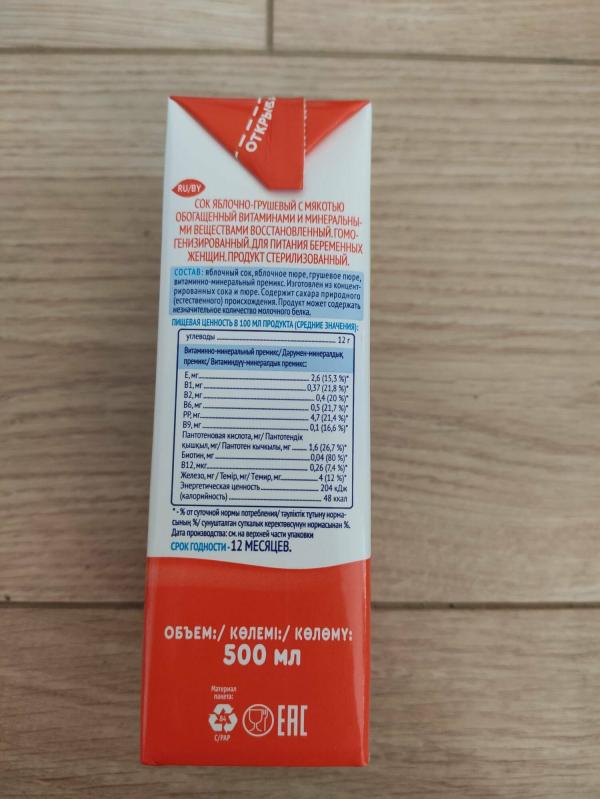 ОТКРЫВ
RU/BY
СОК ЯБЛОЧНО-ГРУШЕВЫЙ С МЯКОТЬЮ
ОБОГАЩЕННЫЙ ВИТАМИНАМИ И МИНЕРАЛЬНЫ-
МИ ВЕЩЕСТВАМИ ВОССТАНОВЛЕННЫЙ. ГОМО-
ГЕНИЗИРОВАННЫЙ. ДЛЯ ПИТАНИЯ БЕРЕМЕННЫХ
ЖЕНЩИН. ПРОДУКТ СТЕРИЛИЗОВАННЫЙ.
СОСТАВ: яблочный сок, яблочное пюре, грушевое пюре,
витаминно-минеральный премикс. Изготовлен из концент-
рированных сока и пюре. Содержит сахара природного
(естественного) происхождения. Продукт может содержать
незначительное количество молочного белка.
ПИЩЕВАЯ ЦЕННОСТЬ В 100 МЛ ПРОДУКТА (СРЕДНИЕ ЗНАЧЕНИЯ):
углеводы 12 г
Витаминно-минеральный премикс/ Дәрумен-минералдық
премикс/ Витаминдүү-минералдык премикс:
Е, мг 2,6 (15,3 %)*
В1, мг 0,37 (21,8 %)*
В2, мг 0,4 (20 %)*
В6, мг 0,5 (21,7 %)*
РР, мг 4,7 (21,4 %)*
В9, мг 0,1 (16,6 %)*
Пантотеновая кислота, мг/ Пантотендік
қышқыл, мг/ Пантотен кычкылы, мг 1,6 (26,7 %)*
Биотин, мг 0,04 (80 %)*
В12, мкг 0,26 (7,4 %)*
Железо, мг / Темір, мг/ Темир, мг 4 (12 %)*
Энергетическая ценность 204 кДж
(калорийность) 48 ккал
* - % от суточной нормы потребления/ тәуліктік тұтыну норма-
сының %/ сунушталган суткалык керектөөсүнүн нормасынан %.
Дата производства: см. на верхней части упаковки
СРОК ГОДНОСТИ - 12 МЕСЯЦЕВ.
ОБЪЕМ:/ КӨЛЕМІ:/ КӨЛӨМҮ:
500 мл
Материал
пакета:
84
C/PAP
EAC